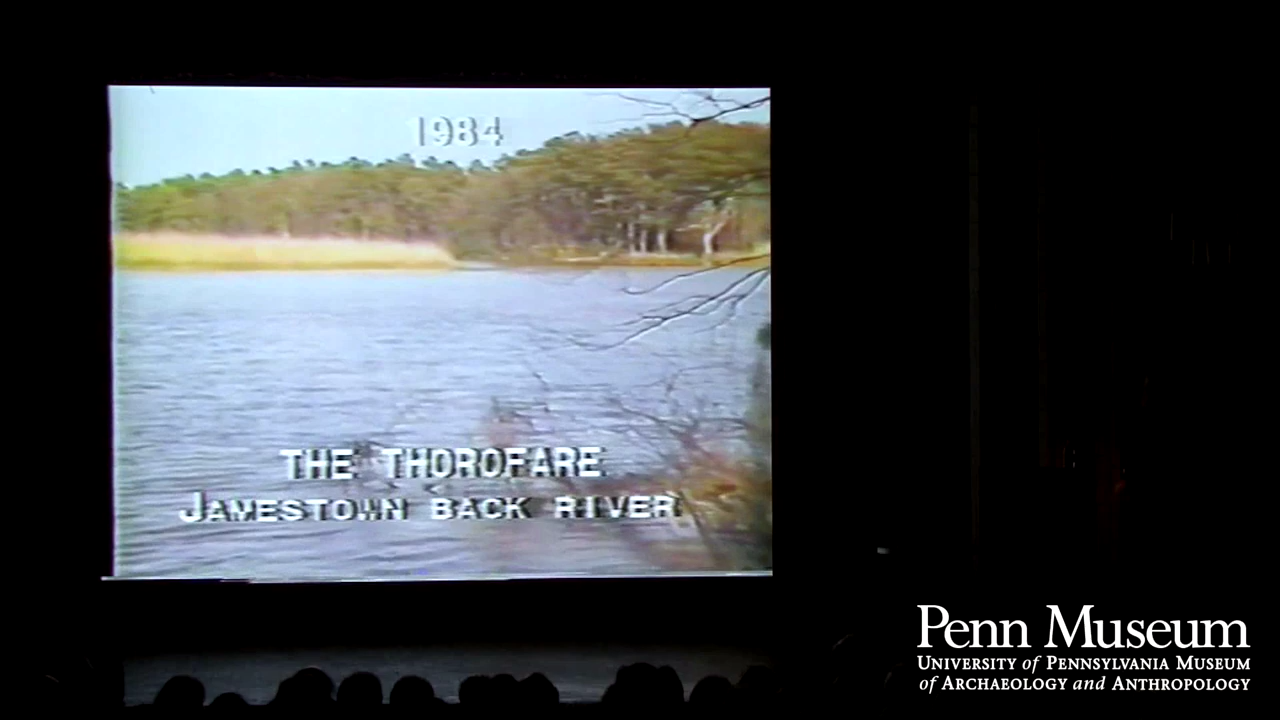 1984
THE THOROFARE
JAMESTOWN BACK RIVER
Penn Museum
UNIVERSITY of PENNSYLVANIA MUSEUM
of ARCHAEOLOGY and ANTHROPOLOGY